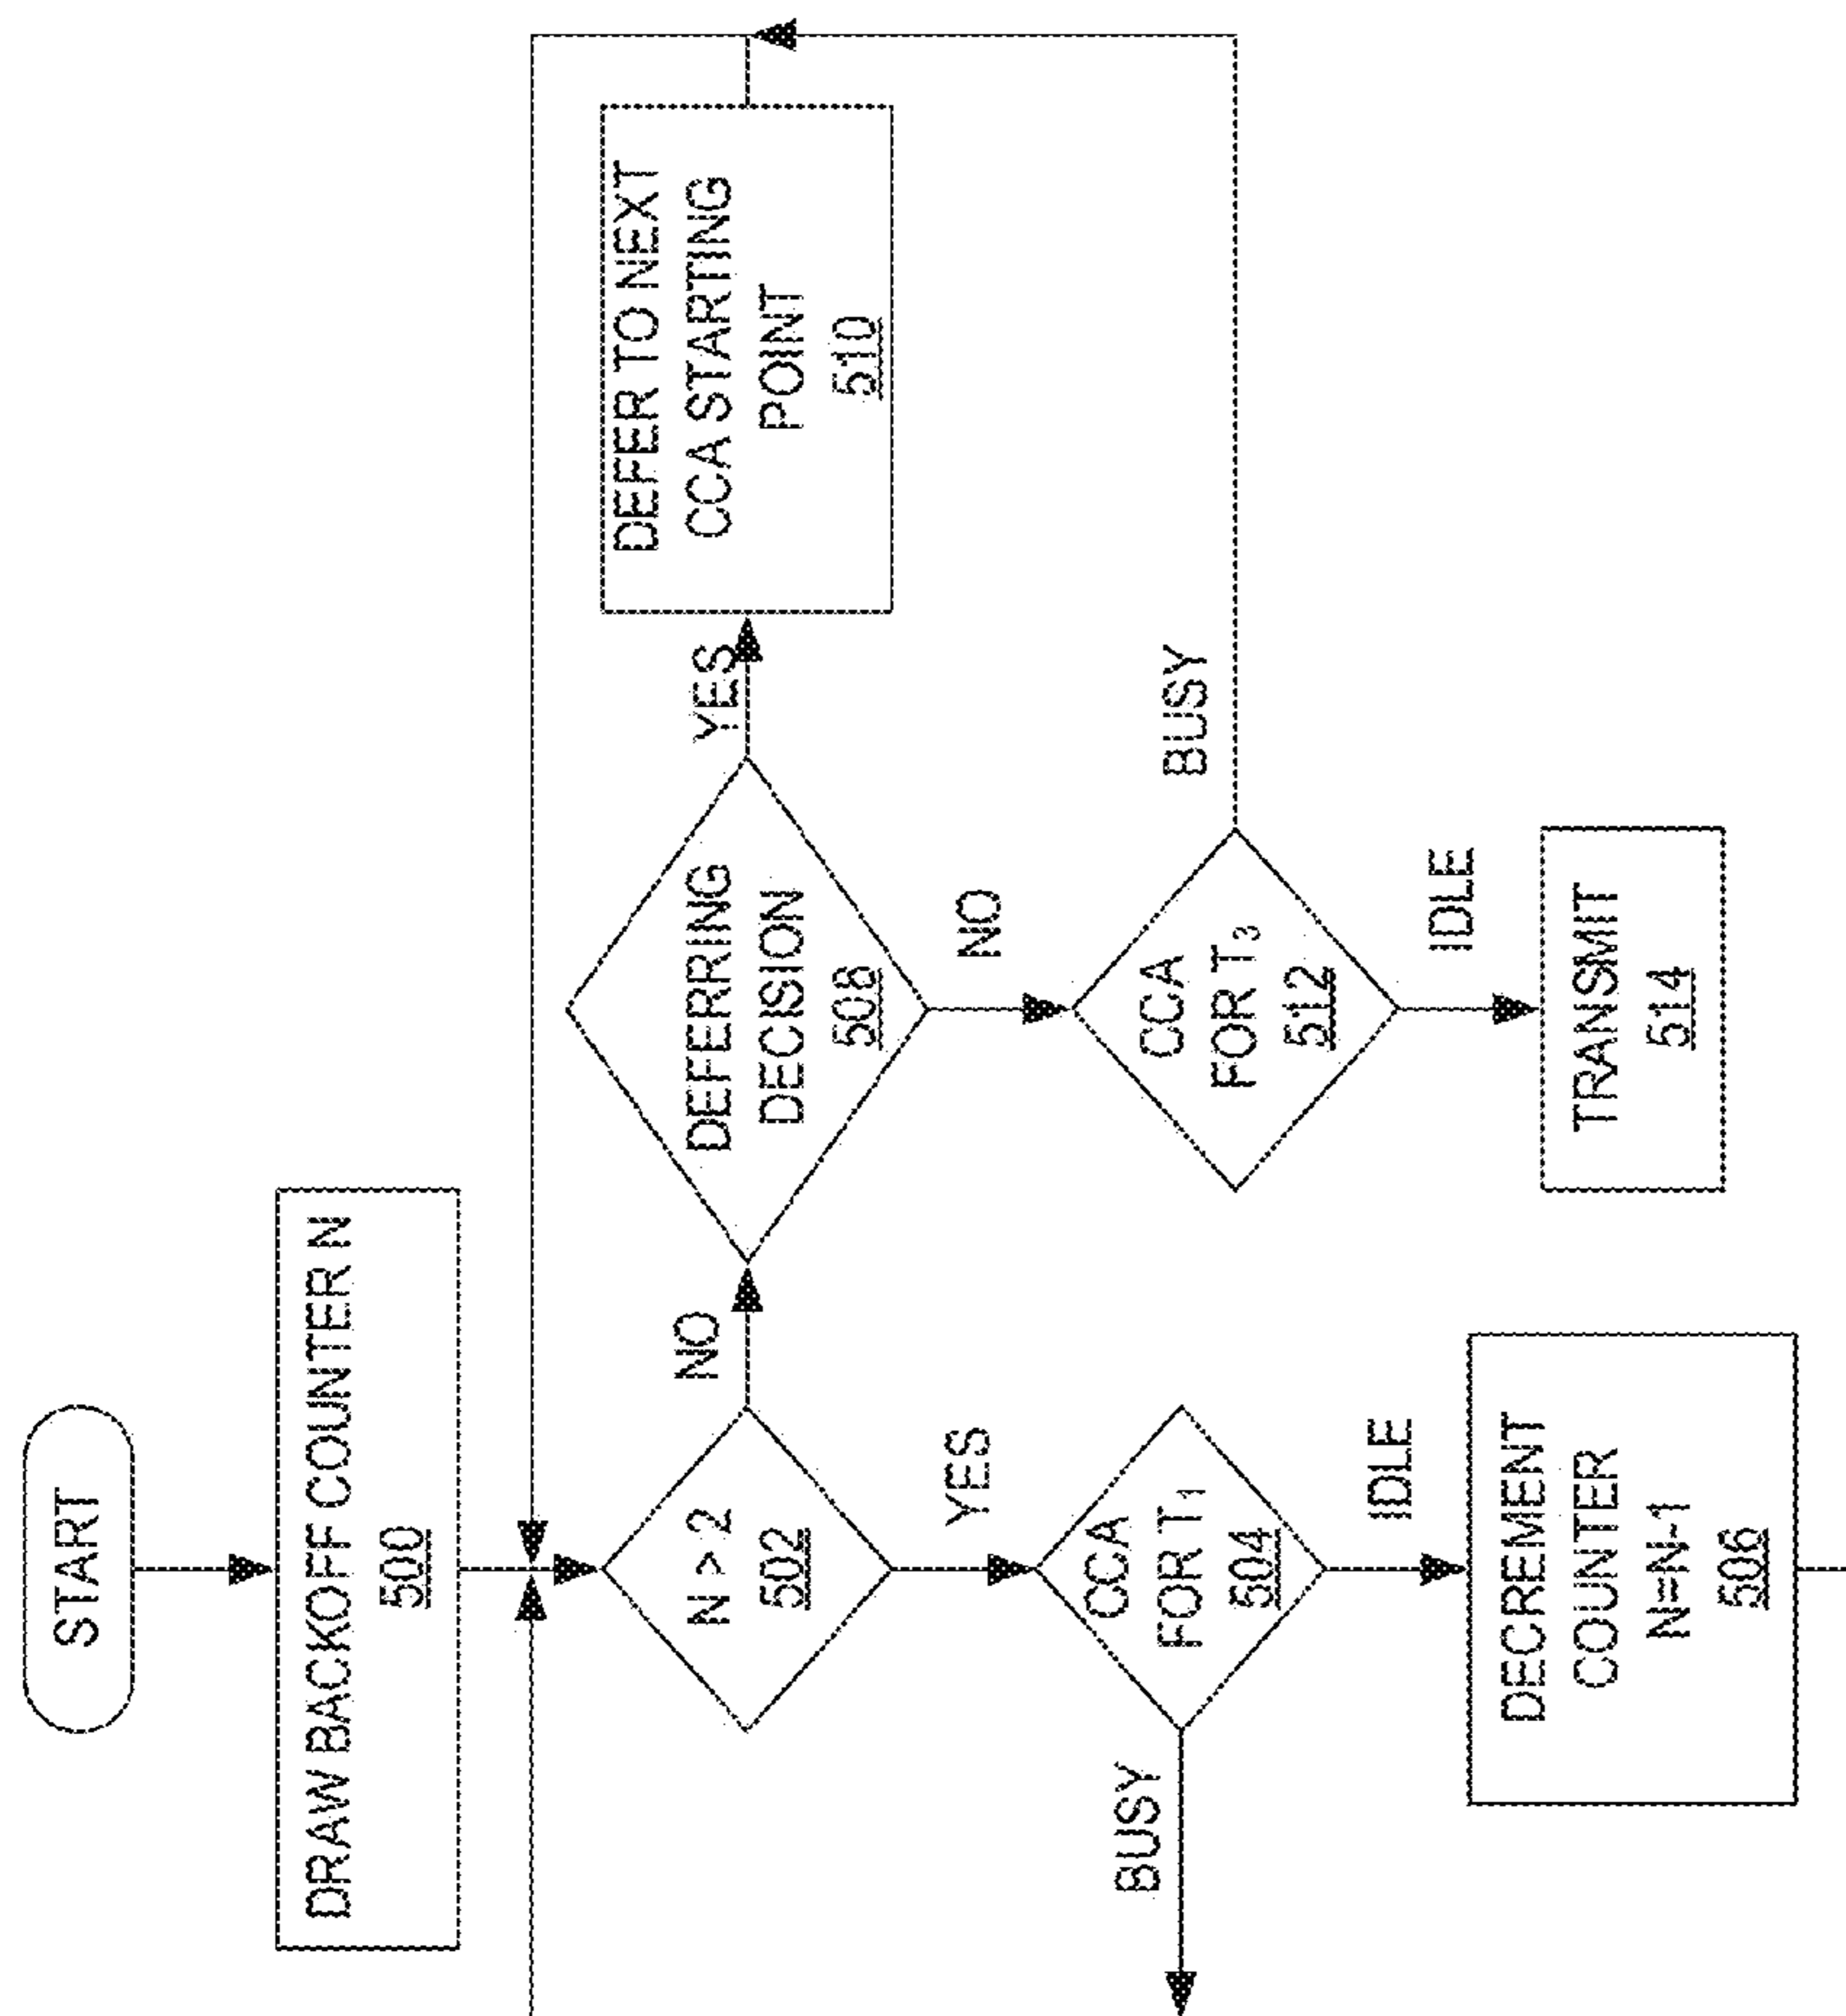 START
DRAW BACKOFF COUNTER N
500
N > 2
502
NO
YES
CCA
FOR T₁
504
BUSY
IDLE
DECREMENT
COUNTER
N=N-1
506
DEFERRING
DECISION
508
YES
NO
DEFER TO NEXT
CCA STARTING
POINT
510
CCA
FOR T₃
512
BUSY
IDLE
TRANSMIT
514